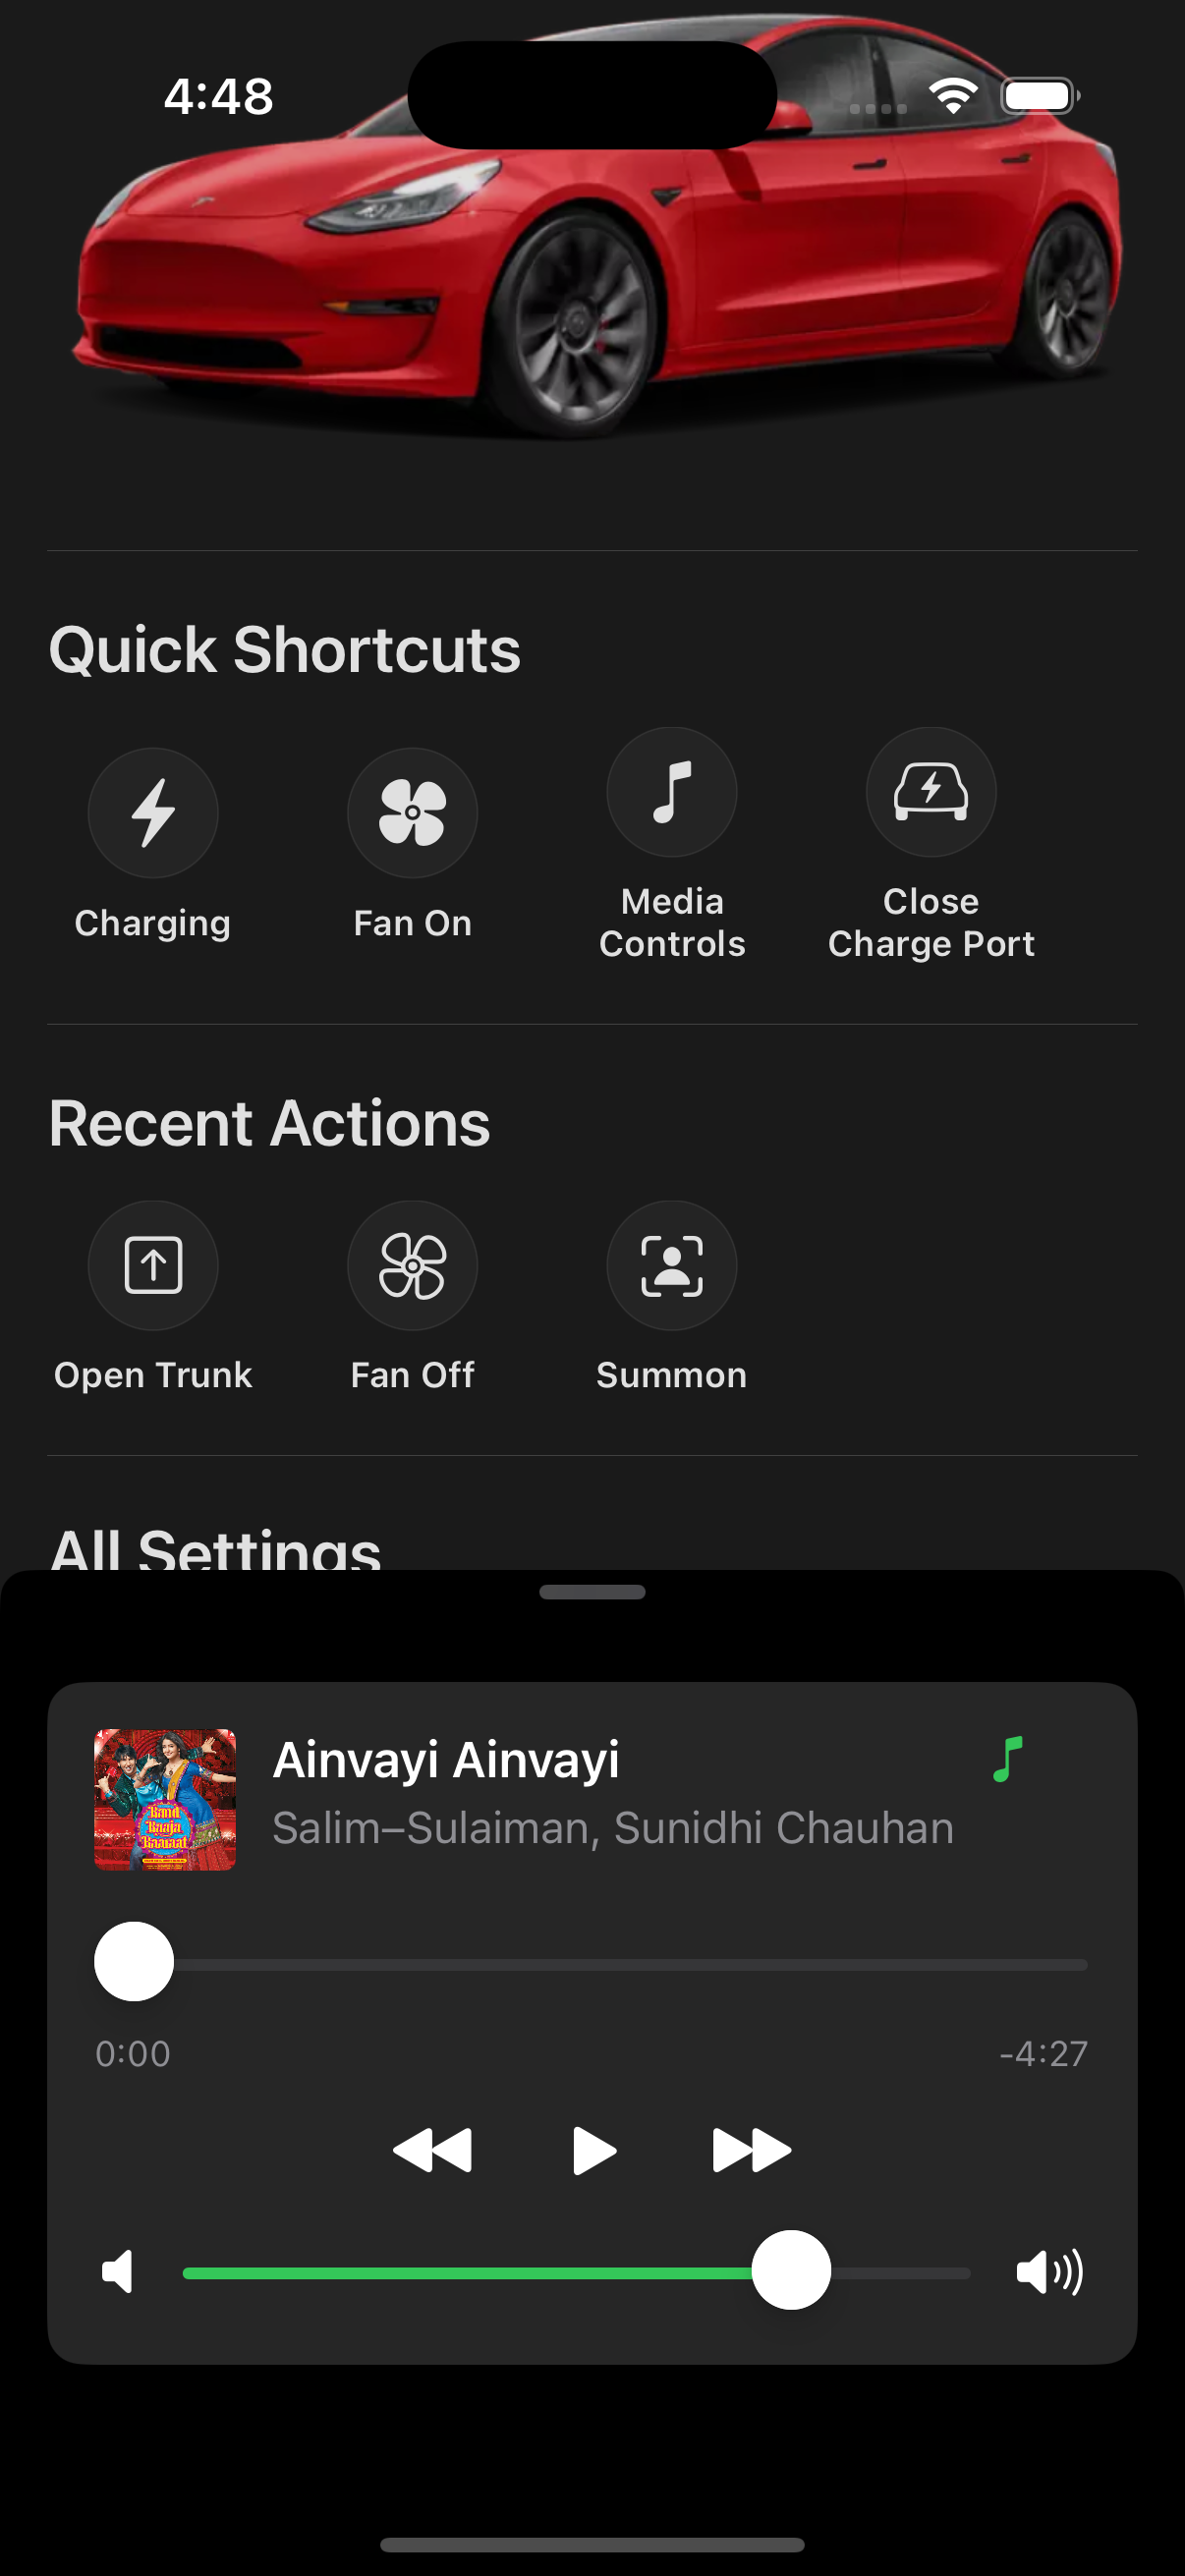 4:48
Quick Shortcuts
Charging
Fan On
Media
Controls
Close
Charge Port
Recent Actions
Open Trunk
Fan Off
Summon
All Settings
Ainvayi Ainvayi
Salim–Sulaiman, Sunidhi Chauhan
Band
Baaja
Baaraat
0:00
-4:27